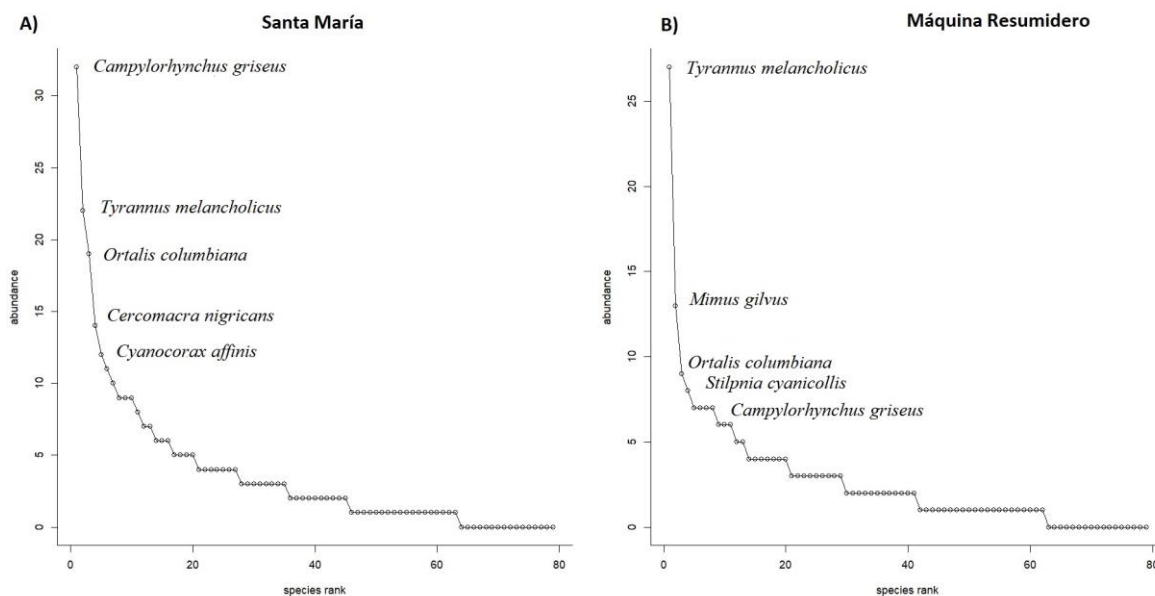 A)
Santa María
Campylorhynchus griseus
Tyrannus melancholicus
Ortalis columbiana
Cercomacra nigricans
Cyanocorax affinis
abundance
30
25
20
15
10
5
0
0 20 40 60 80
species rank
B)
Máquina Resumidero
Tyrannus melancholicus
Mimus gilvus
Ortalis columbiana
Stilpnia cyanicollis
Campylorhynchus griseus
abundance
25
20
15
10
5
0
0 20 40 60 80
species rank